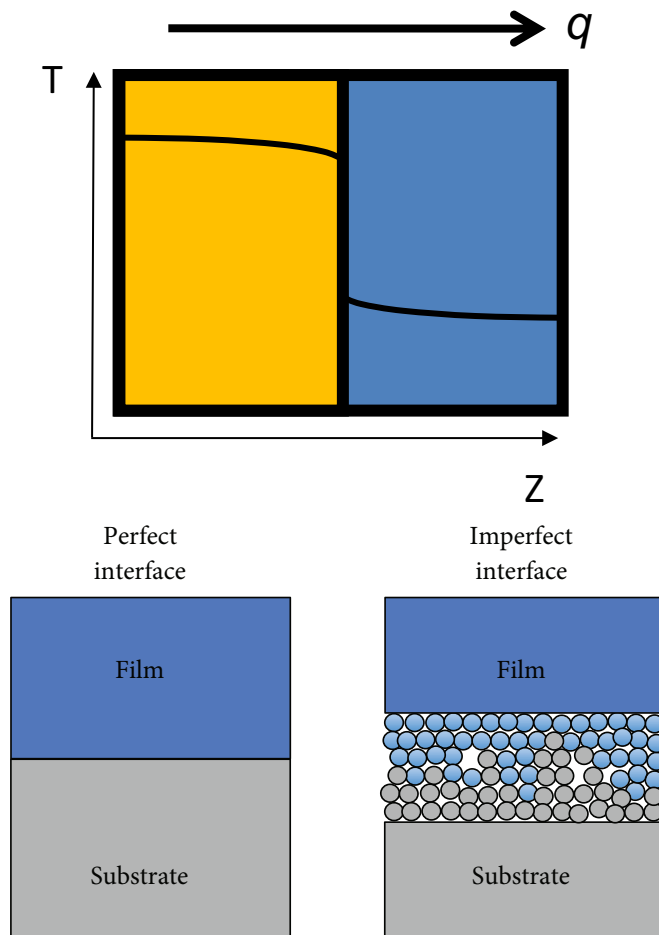 q
T
Z
Perfect
interface
Imperfect
interface
Film
Film
Substrate
Substrate